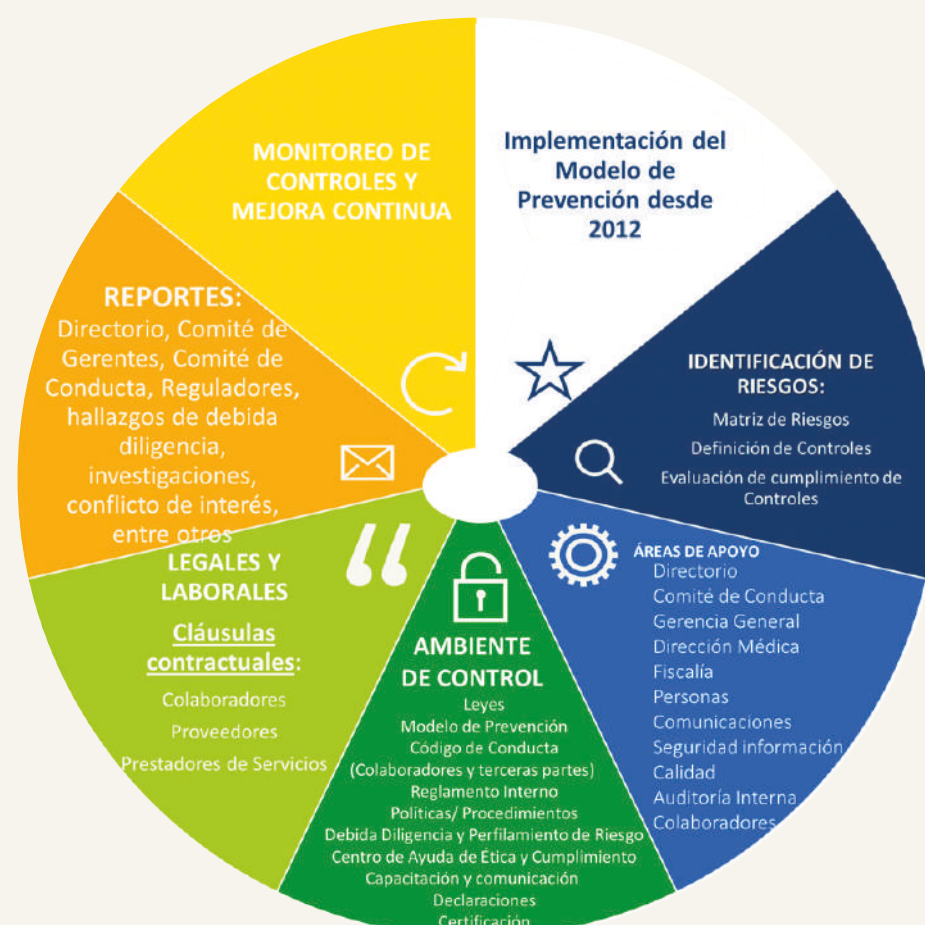 Implementación del
Modelo de
Prevención desde
2012
IDENTIFICACIÓN DE
RIESGOS:
Matriz de Riesgos
Definición de Controles
Evaluación de cumplimiento de
Controles
ÁREAS DE APOYO
Directorio
Comité de Conducta
Gerencia General
Dirección Médica
Fiscalía
Personas
Comunicaciones
Seguridad información
Calidad
Auditoría Interna
Colaboradores
AMBIENTE
DE CONTROL
Leyes
Modelo de Prevención
Código de Conducta
(Colaboradores y terceras partes)
Reglamento Interno
Políticas/ Procedimientos
Debida Diligencia y Perfilamiento de Riesgo
Centro de Ayuda de Ética y Cumplimiento
Capacitación y comunicación
Declaraciones
Certificación
LEGALES Y
LABORALES
Cláusulas
contractuales:
Colaboradores
Proveedores
Prestadores de Servicios
REPORTES:
Directorio, Comité de
Gerentes, Comité de
Conducta, Reguladores,
hallazgos de debida
diligencia,
investigaciones,
conflicto de interés,
entre otros
MONITOREO DE
CONTROLES Y
MEJORA CONTINUA